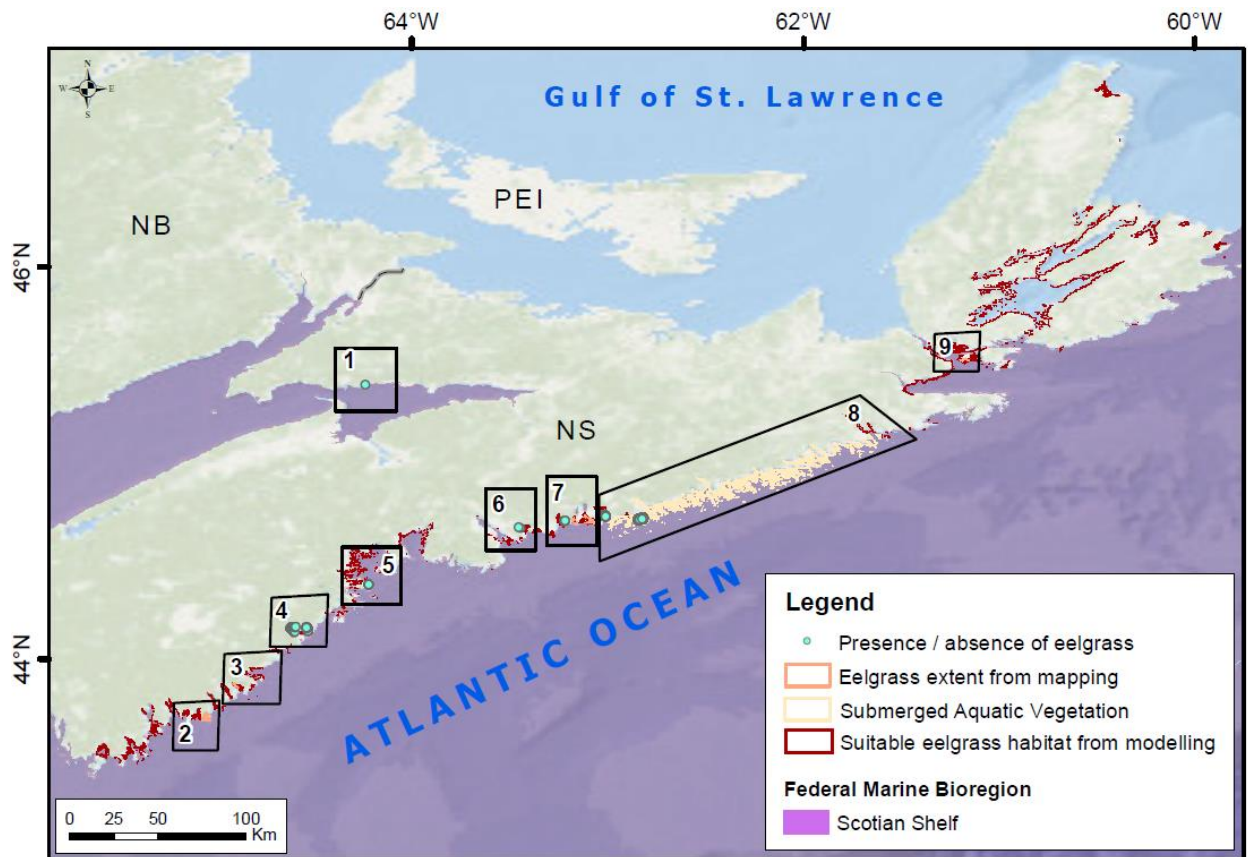 64°W
62°W
60°W
N
W E
S
Gulf of St. Lawrence
PEI
NB
46°N
9
1
NS
8
7
6
5
4
ATLANTIC OCEAN
44°N
3
2
Legend
Presence / absence of eelgrass
Eelgrass extent from mapping
Submerged Aquatic Vegetation
Suitable eelgrass habitat from modelling
Federal Marine Bioregion
Scotian Shelf
0 25 50 100
Km